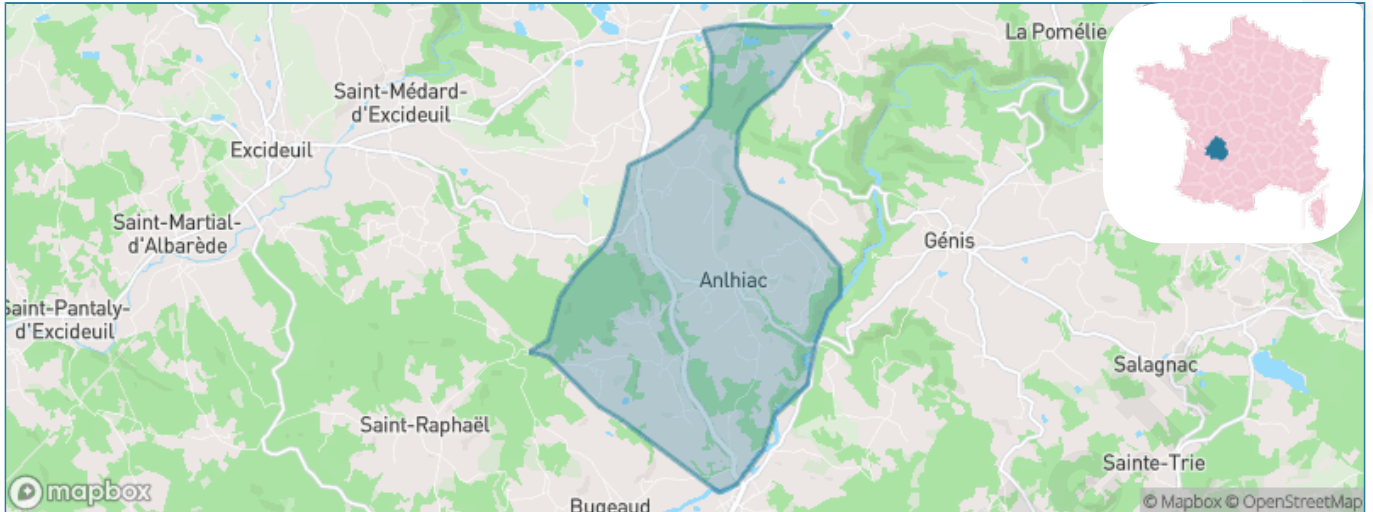 La Pomélie
Saint-Médard-
d'Excideuil
Excideuil
Saint-Martial-
d'Albarède
Génis
Anlhiac
Saint-Pantaly-
d'Excideuil
Salagnac
Saint-Raphaël
Sainte-Trie
Bugeaud
mapbox
© Mapbox © OpenStreetMap